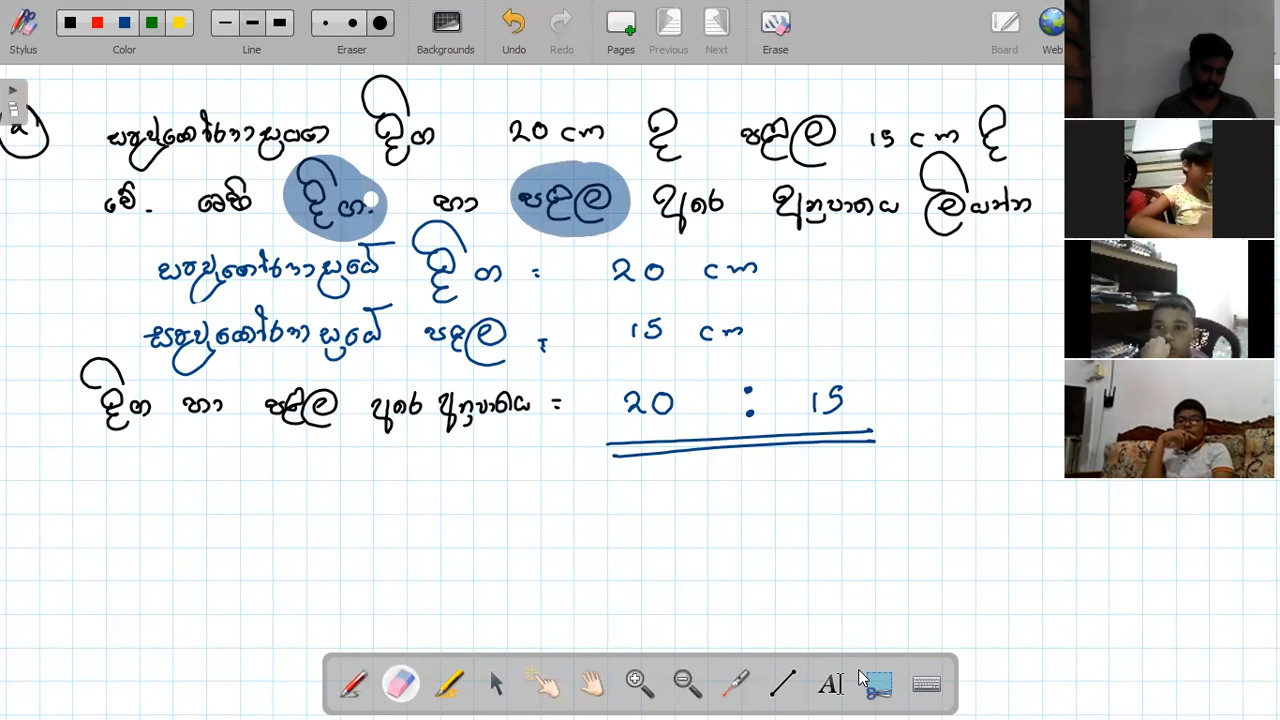 Stylus Color Line Eraser Backgrounds Undo Redo Pages Previous Next Erase Board Web
සෘජුකෝණාස්‍රයක දිග 20 cm ද පළල 15 cm ද
වේ. මෙහි දිග හා පළල අතර අනුපාතය ලියන්න
සෘජුකෝණාස්‍රයේ දිග = 20 cm
සෘජුකෝණාස්‍රයේ පළල = 15 cm
දිග හා පළල අතර අනුපාතය = 20 : 15